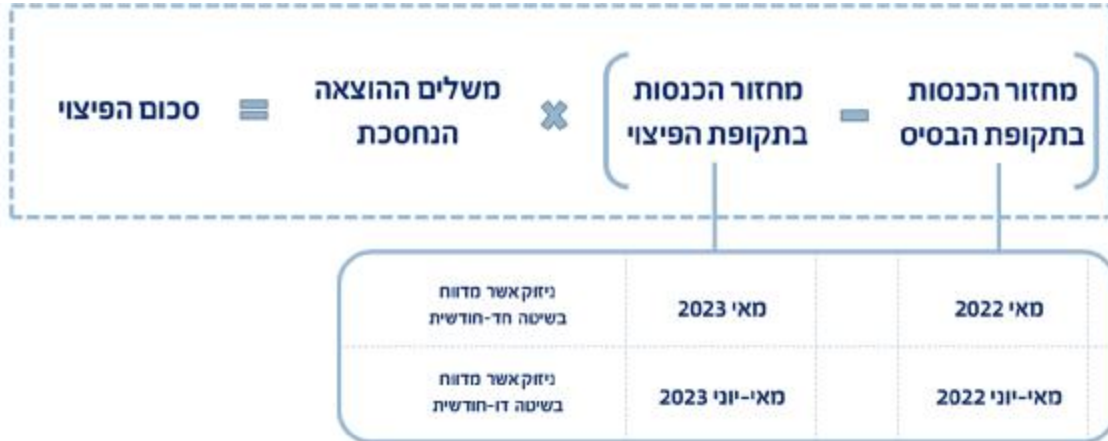 מחזור הכנסות
בתקופת הבסיס
מחזור הכנסות
בתקופת הפיצוי
משלים ההוצאה
הנחסכת
=
סכום הפיצוי
מאי 2022
מאי 2023
ניזוק אשר מדווח
בשיטה חד-חודשית
מאי-יוני 2022
מאי-יוני 2023
ניזוק אשר מדווח
בשיטה דו-חודשית